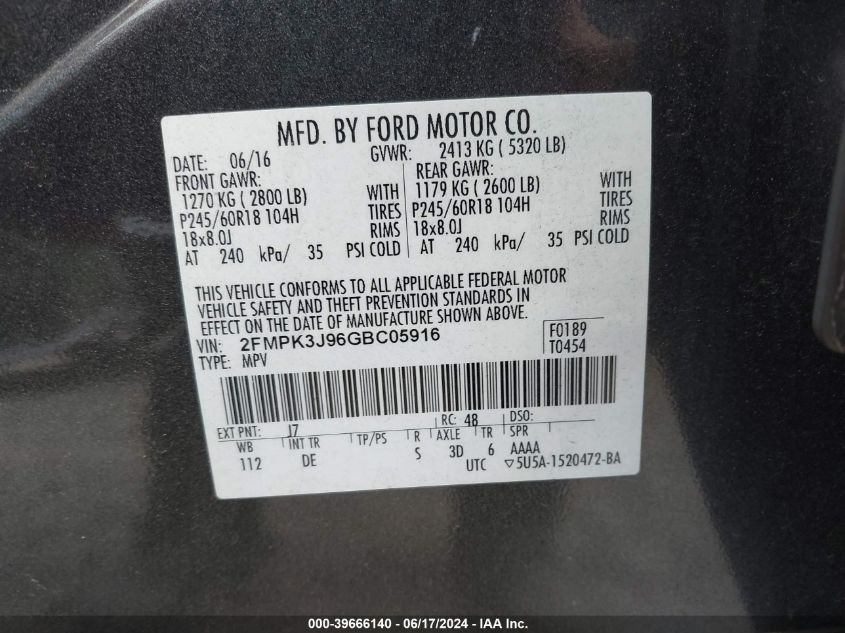 MFD. BY FORD MOTOR CO.
DATE: 06/16 GVWR: 2413 KG ( 5320 LB)
FRONT GAWR: REAR GAWR:
1270 KG ( 2800 LB) WITH 1179 KG ( 2600 LB) WITH
P245/60R18 104H TIRES P245/60R18 104H TIRES
18x8.0J RIMS 18x8.0J RIMS
AT 240 kPa/ 35 PSI COLD AT 240 kPa/ 35 PSI COLD
THIS VEHICLE CONFORMS TO ALL APPLICABLE FEDERAL MOTOR
VEHICLE SAFETY AND THEFT PREVENTION STANDARDS IN
EFFECT ON THE DATE OF MANUFACTURE SHOWN ABOVE.
VIN: 2FMPK3J96GBC05916 F0189
TYPE: MPV T0454
EXT PNT: J7 RC: 48 DSO:
WB INT TR TP/PS R AXLE TR SPR
112 DE S 3D 6 AAAA
UTC ▽5U5A-1520472-BA
000-39666140 - 06/17/2024 - IAA Inc.